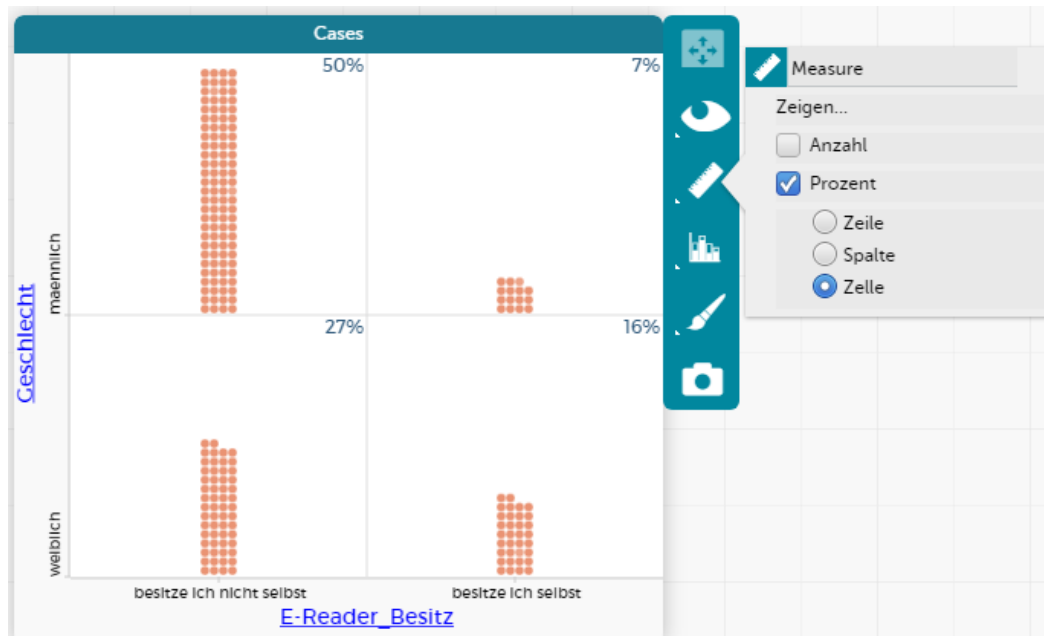 Cases
50%
7%
maennlich
27%
16%
weiblich
Geschlecht
besitze ich nicht selbst
besitze ich selbst
E-Reader_Besitz
Measure
Zeigen...
Anzahl
Prozent
Zeile
Spalte
Zelle